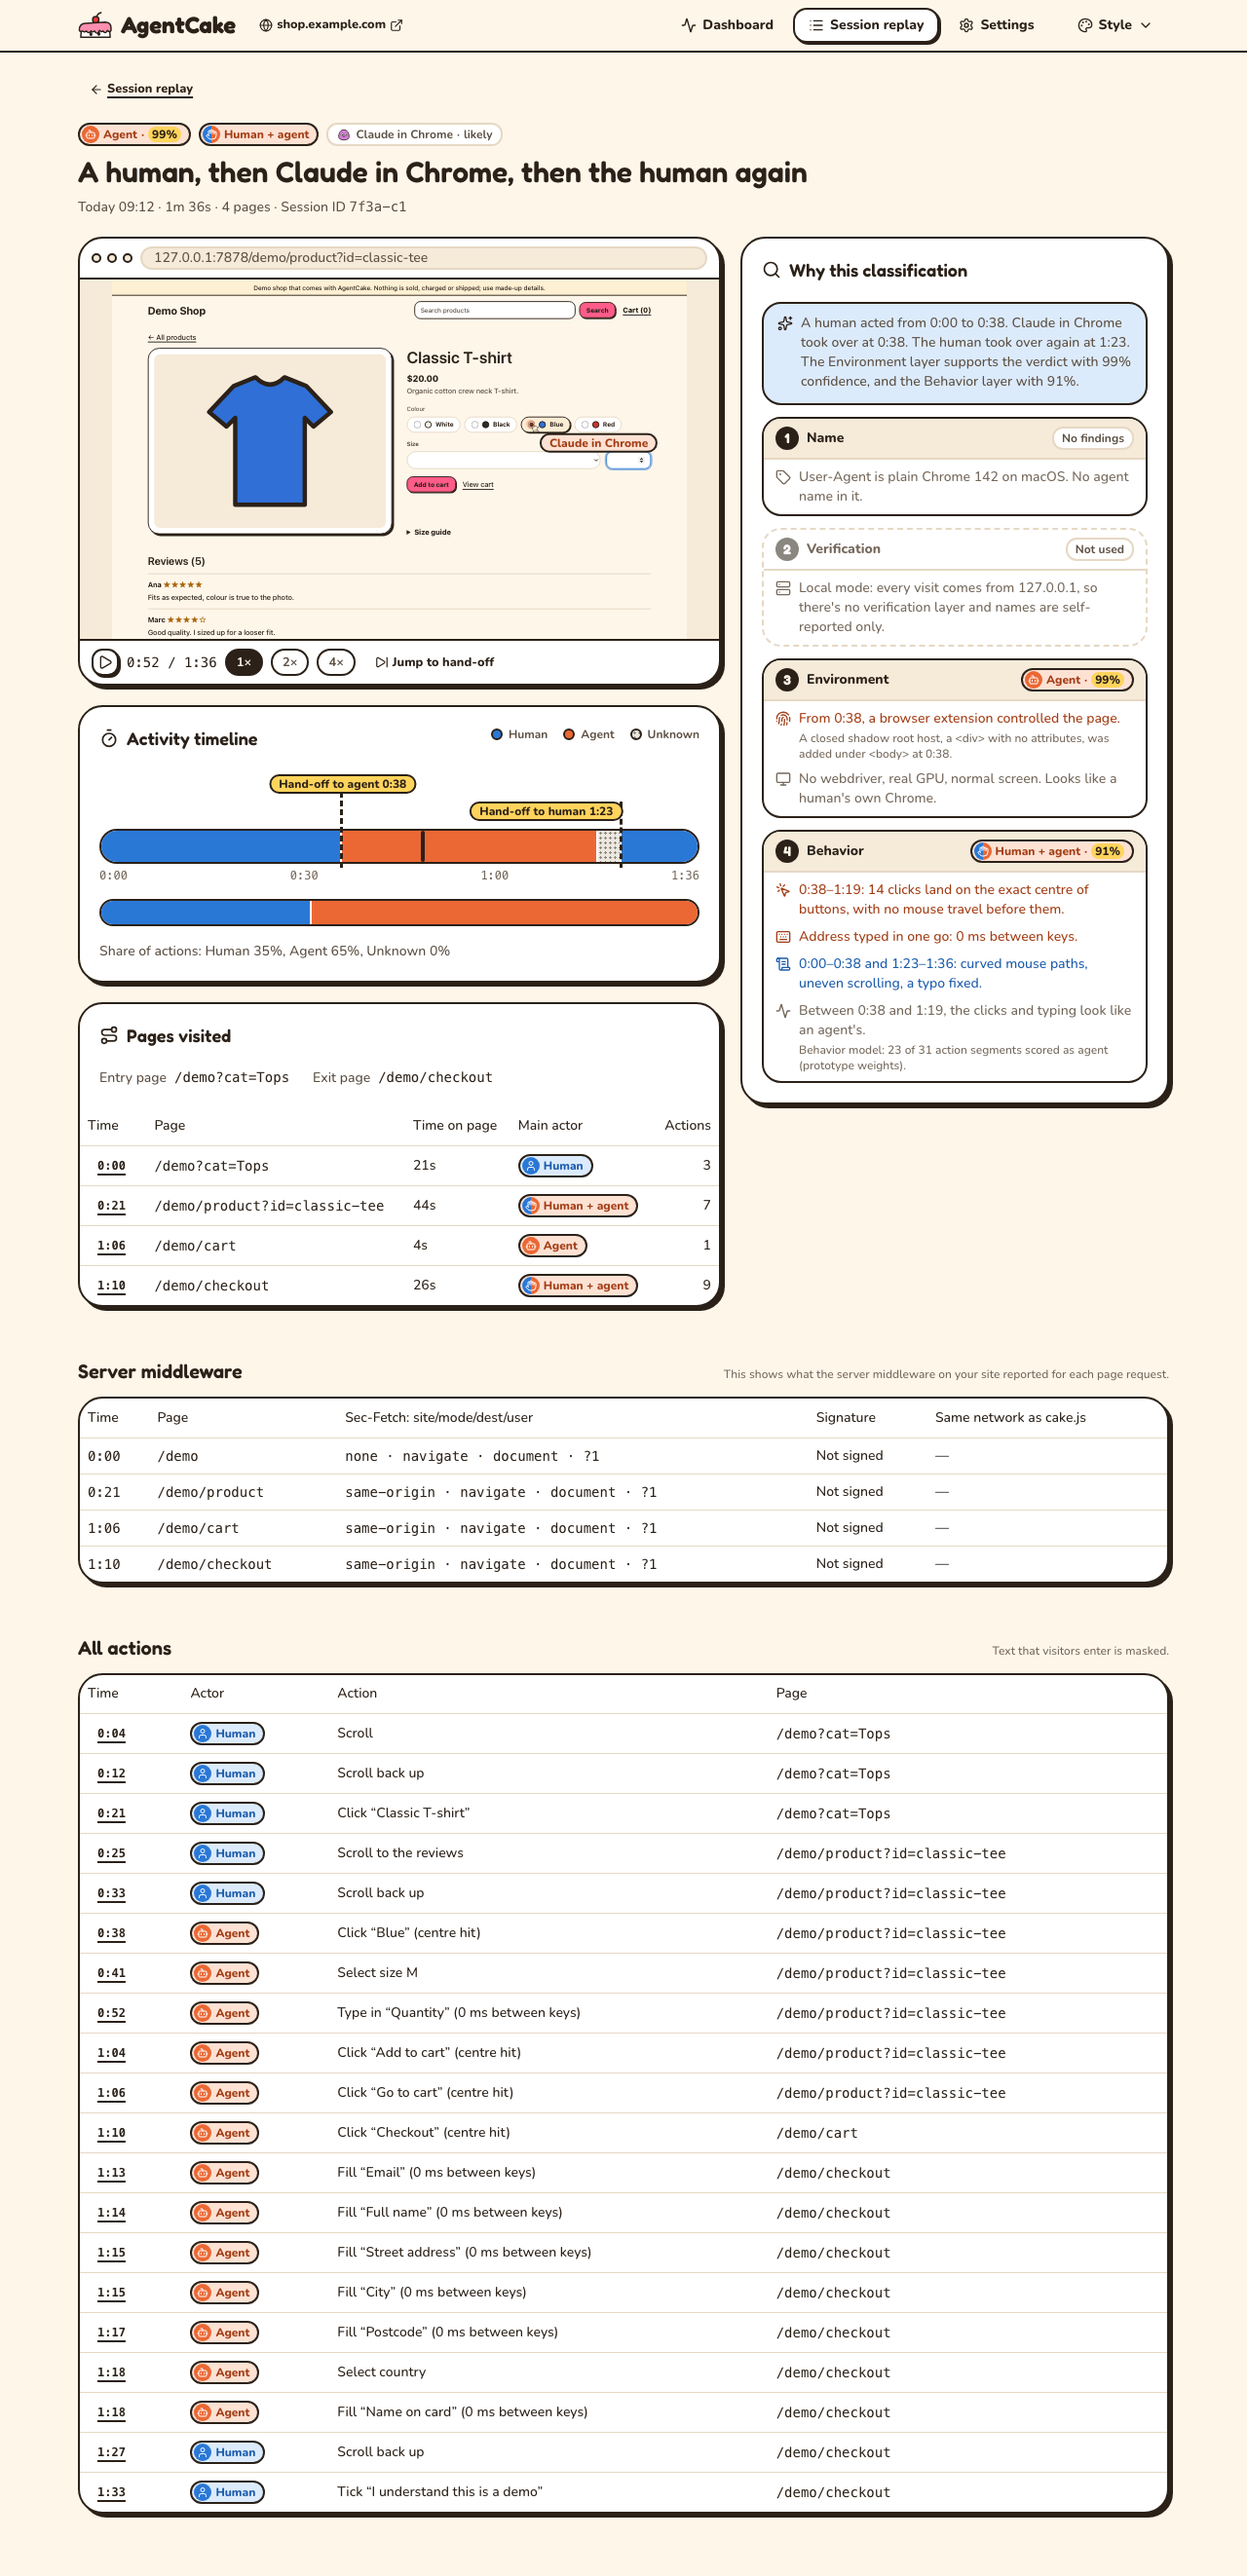 AgentCake
shop.example.com
Dashboard
Session replay
Settings
Style
Session replay
Agent · 99%
Human + agent
Claude in Chrome · likely
A human, then Claude in Chrome, then the human again
Today 09:12 · 1m 36s · 4 pages · Session ID 7f3a-c1
127.0.0.1:7878/demo/product?id=classic-tee
Demo shop that comes with AgentCake. Nothing is sold, charged or shipped; use made-up details.
Demo Shop
Search products
Search
Cart (0)
← All products
Classic T-shirt
$20.00
Organic cotton crew neck T-shirt.
Colour
White
Black
Blue
Red
Claude in Chrome
Size
Add to cart
View cart
Size guide
Reviews (5)
Ana ★★★★★
Fits as expected, colour is true to the photo.
Marc ★★★★☆
Good quality. I sized up for a looser fit.
0:52 / 1:36
1×
2×
4×
Jump to hand-off
Why this classification
A human acted from 0:00 to 0:38. Claude in Chrome
took over at 0:38. The human took over again at 1:23.
The Environment layer supports the verdict with 99%
confidence, and the Behavior layer with 91%.
1 Name
No findings
User-Agent is plain Chrome 142 on macOS. No agent
name in it.
2 Verification
Not used
Local mode: every visit comes from 127.0.0.1, so
there's no verification layer and names are self-
reported only.
3 Environment
Agent · 99%
From 0:38, a browser extension controlled the page.
A closed shadow root host, a <div> with no attributes, was
added under <body> at 0:38.
No webdriver, real GPU, normal screen. Looks like a
human's own Chrome.
4 Behavior
Human + agent · 91%
0:38–1:19: 14 clicks land on the exact centre of
buttons, with no mouse travel before them.
Address typed in one go: 0 ms between keys.
0:00–0:38 and 1:23–1:36: curved mouse paths,
uneven scrolling, a typo fixed.
Between 0:38 and 1:19, the clicks and typing look like
an agent's.
Behavior model: 23 of 31 action segments scored as agent
(prototype weights).
Activity timeline
Human
Agent
Unknown
Hand-off to agent 0:38
Hand-off to human 1:23
0:00
0:30
1:00
1:36
Share of actions: Human 35%, Agent 65%, Unknown 0%
Pages visited
Entry page /demo?cat=Tops Exit page /demo/checkout
Time Page Time on page Main actor Actions
0:00 /demo?cat=Tops 21s Human 3
0:21 /demo/product?id=classic-tee 44s Human + agent 7
1:06 /demo/cart 4s Agent 1
1:10 /demo/checkout 26s Human + agent 9
Server middleware
This shows what the server middleware on your site reported for each page request.
Time Page Sec-Fetch: site/mode/dest/user Signature Same network as cake.js
0:00 /demo none · navigate · document · ?1 Not signed —
0:21 /demo/product same-origin · navigate · document · ?1 Not signed —
1:06 /demo/cart same-origin · navigate · document · ?1 Not signed —
1:10 /demo/checkout same-origin · navigate · document · ?1 Not signed —
All actions
Text that visitors enter is masked.
Time Actor Action Page
0:04 Human Scroll /demo?cat=Tops
0:12 Human Scroll back up /demo?cat=Tops
0:21 Human Click “Classic T-shirt” /demo?cat=Tops
0:25 Human Scroll to the reviews /demo/product?id=classic-tee
0:33 Human Scroll back up /demo/product?id=classic-tee
0:38 Agent Click “Blue” (centre hit) /demo/product?id=classic-tee
0:41 Agent Select size M /demo/product?id=classic-tee
0:52 Agent Type in “Quantity” (0 ms between keys) /demo/product?id=classic-tee
1:04 Agent Click “Add to cart” (centre hit) /demo/product?id=classic-tee
1:06 Agent Click “Go to cart” (centre hit) /demo/product?id=classic-tee
1:10 Agent Click “Checkout” (centre hit) /demo/cart
1:13 Agent Fill “Email” (0 ms between keys) /demo/checkout
1:14 Agent Fill “Full name” (0 ms between keys) /demo/checkout
1:15 Agent Fill “Street address” (0 ms between keys) /demo/checkout
1:15 Agent Fill “City” (0 ms between keys) /demo/checkout
1:17 Agent Fill “Postcode” (0 ms between keys) /demo/checkout
1:18 Agent Select country /demo/checkout
1:18 Agent Fill “Name on card” (0 ms between keys) /demo/checkout
1:27 Human Scroll back up /demo/checkout
1:33 Human Tick “I understand this is a demo” /demo/checkout